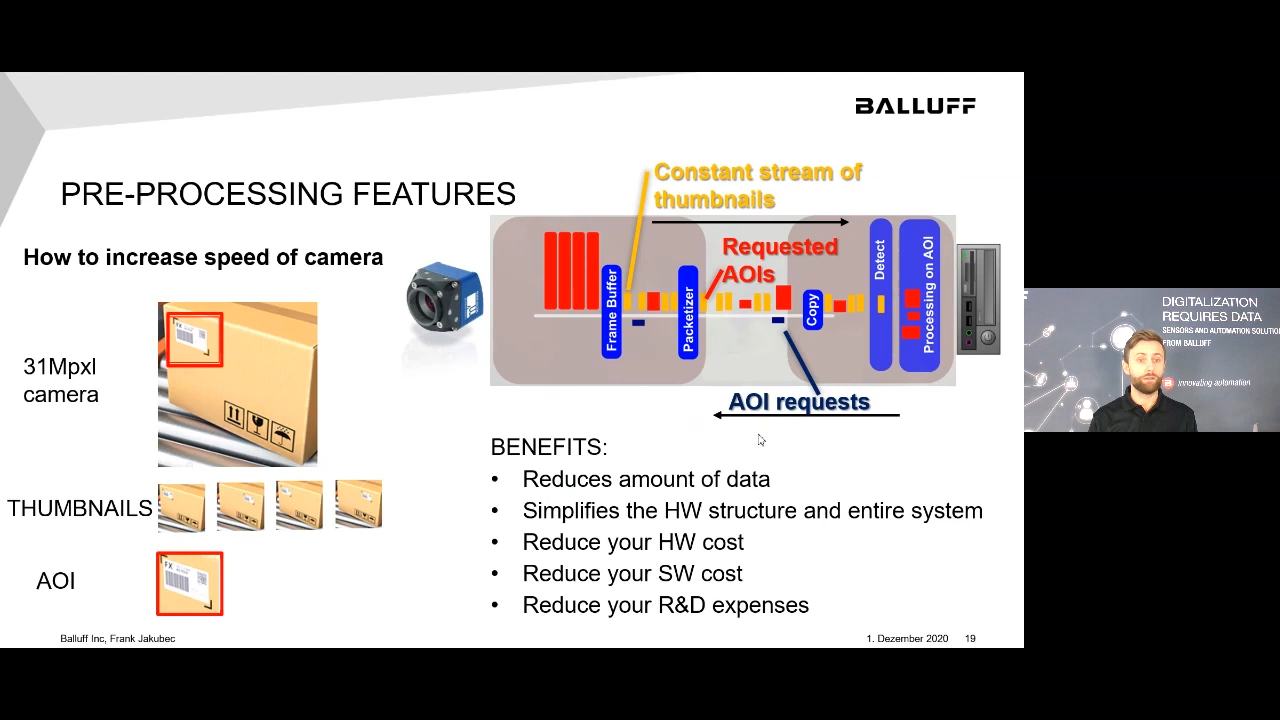 BALLUFF
PRE-PROCESSING FEATURES
How to increase speed of camera
31Mpxl
camera
THUMBNAILS
AOI
Constant stream of
thumbnails
Requested
AOIs
Frame Buffer
Packetizer
Copy
Detect
Processing on AOI
AOI requests
BENEFITS:
• Reduces amount of data
• Simplifies the HW structure and entire system
• Reduce your HW cost
• Reduce your SW cost
• Reduce your R&D expenses
Balluff Inc, Frank Jakubec
1. Dezember 2020
19
FX
DIGITALIZATION
REQUIRES DATA
SENSORS AND AUTOMATION SOLUTION
FROM BALLUFF
innovating automation